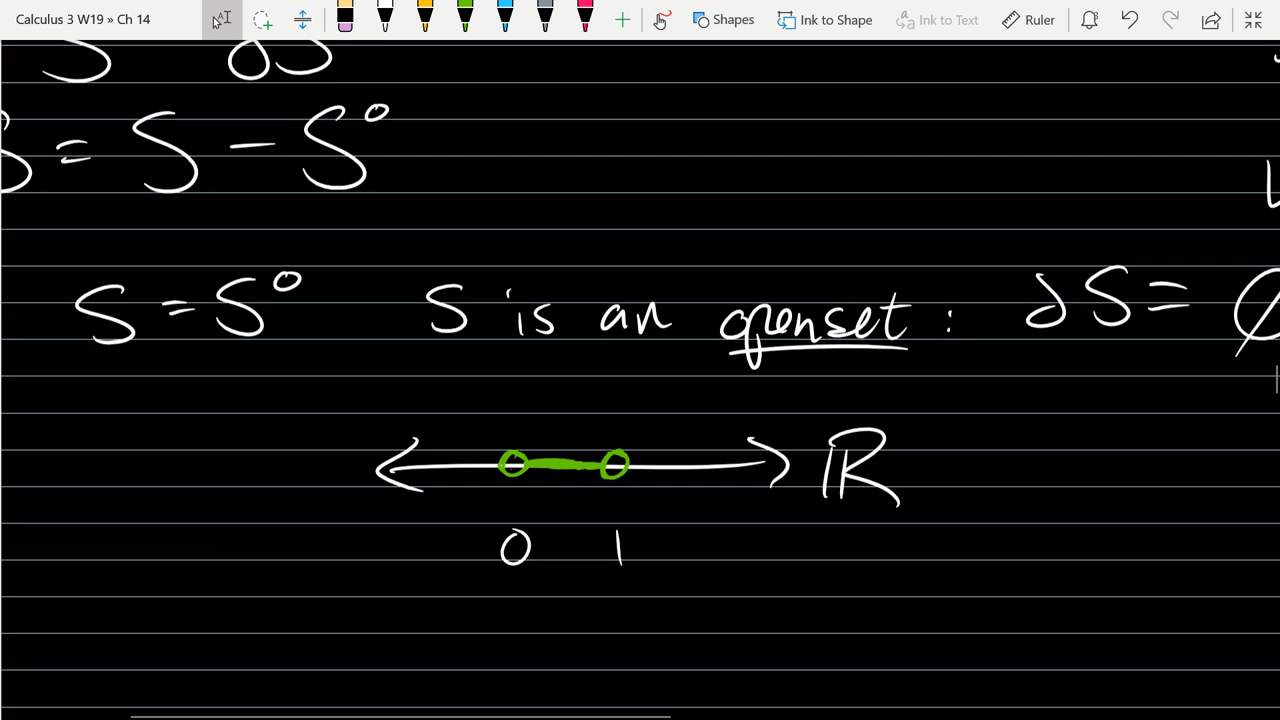 Calculus 3 W19 » Ch 14
Shapes
Ink to Shape
Ink to Text
Ruler
S ∂S
S = S − S°
S = S° S is an openset : ∂S = ∅
ℝ
0 1